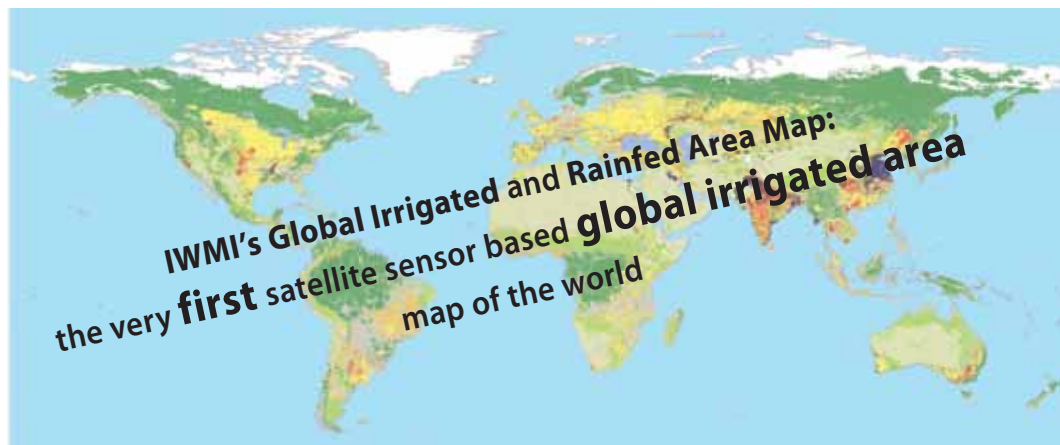 IWMI's Global Irrigated and Rainfed Area Map:
the very first satellite sensor based global irrigated area
map of the world